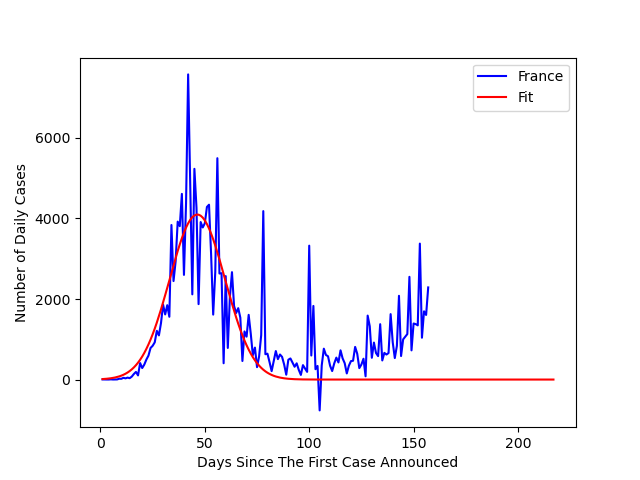 France
Fit
6000
4000
2000
0
Number of Daily Cases
0 50 100 150 200
Days Since The First Case Announced